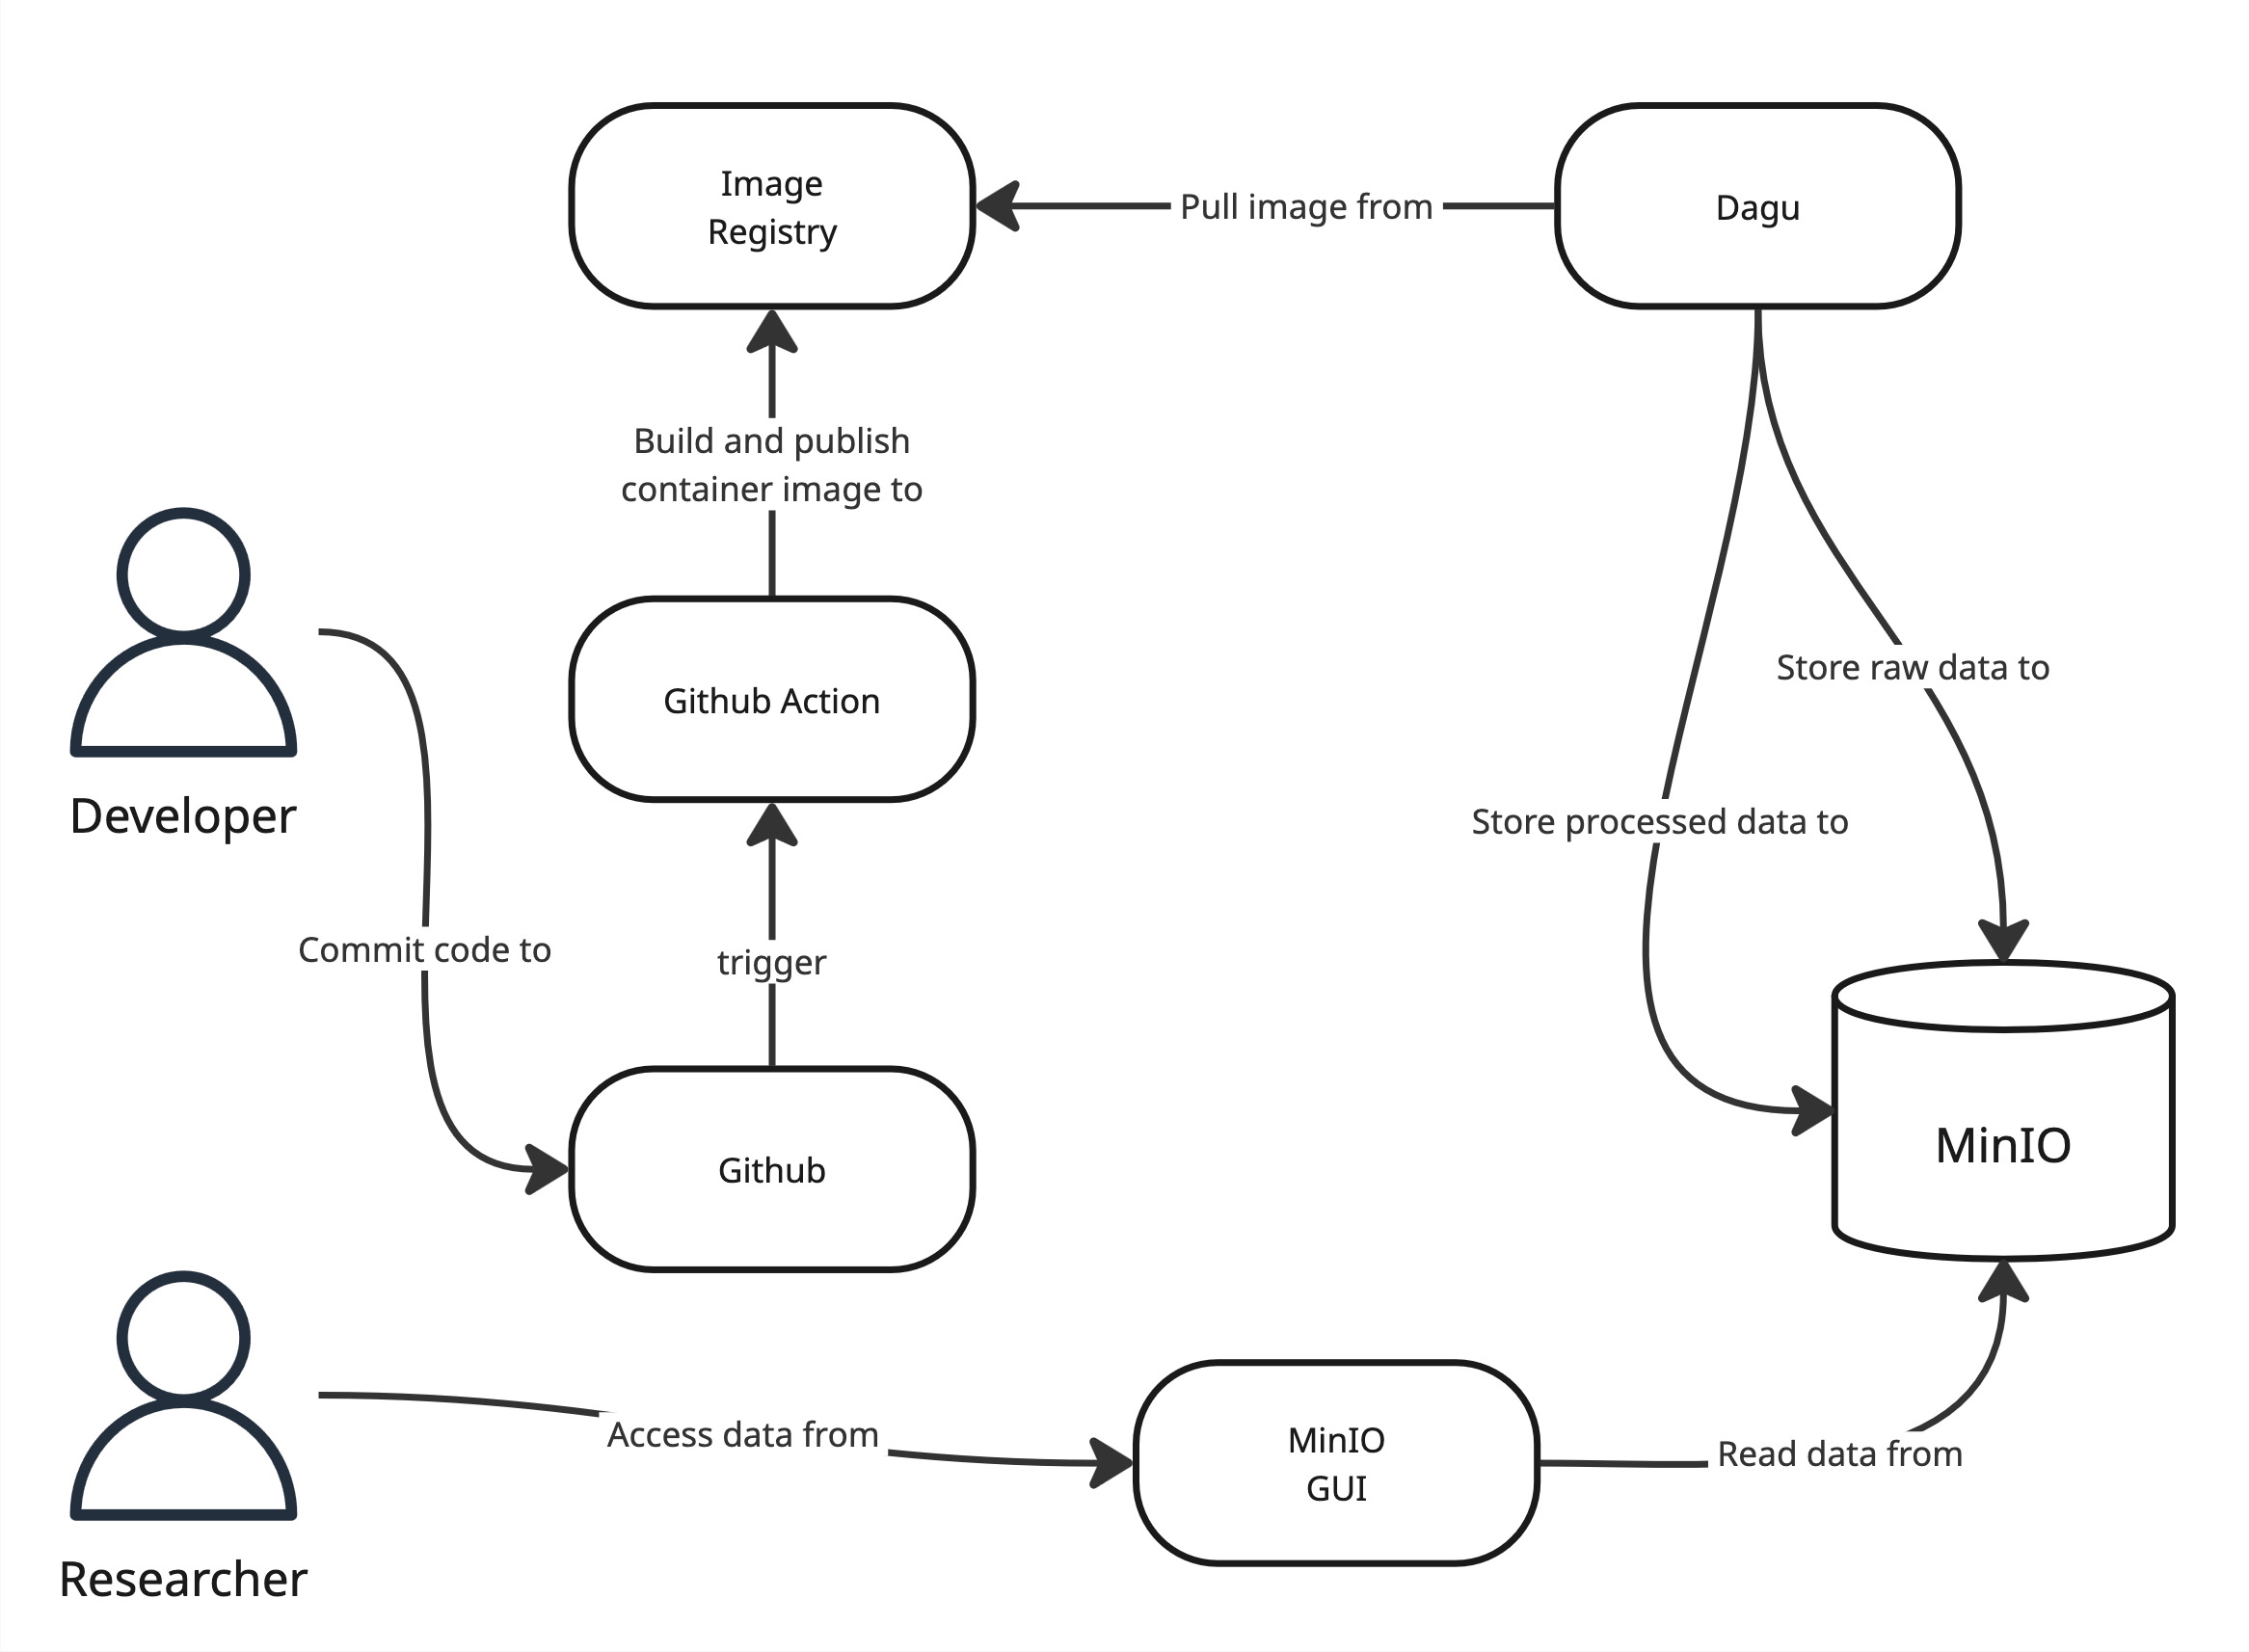 Image
Registry
Pull image from
Dagu
Build and publish
container image to
Store raw data to
Github Action
Developer
Store processed data to
Commit code to
trigger
MinIO
Github
Access data from
MinIO
GUI
Read data from
Researcher